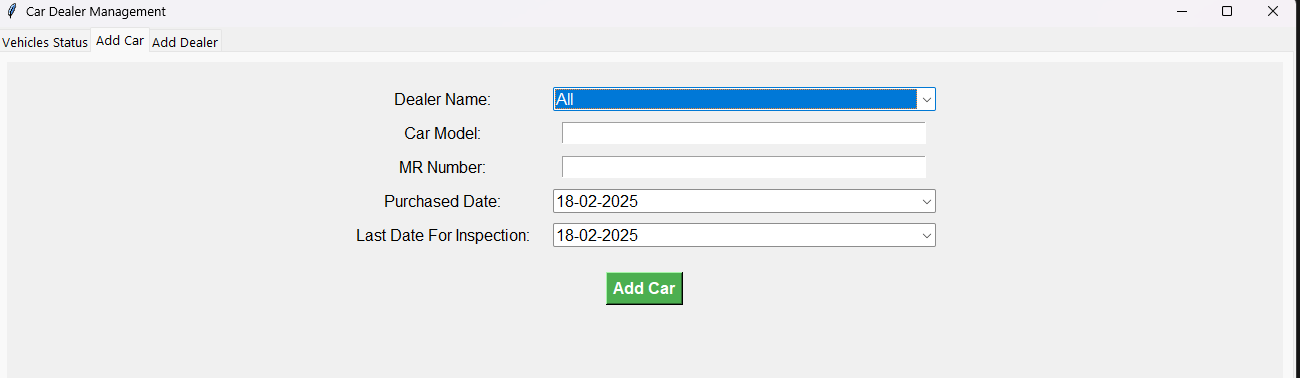 Car Dealer Management
Vehicles Status Add Car Add Dealer
Dealer Name: All
Car Model:
MR Number:
Purchased Date: 18-02-2025
Last Date For Inspection: 18-02-2025
Add Car